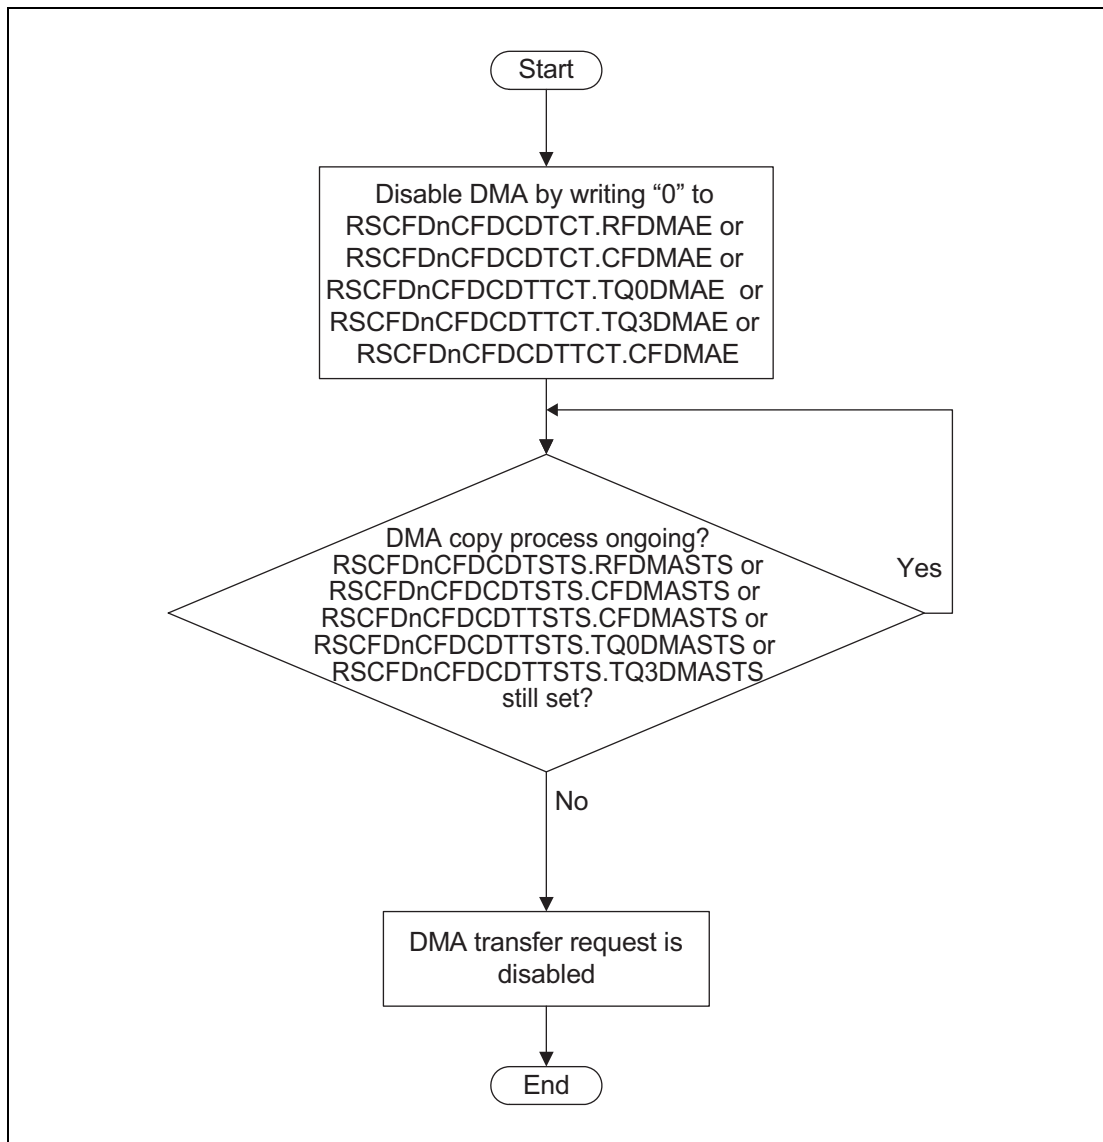 Start
Disable DMA by writing “0” to
RSCFDnCFDCDTCT.RFDMAE or
RSCFDnCFDCDTCT.CFDMAE or
RSCFDnCFDCDTTCT.TQ0DMAE or
RSCFDnCFDCDTTCT.TQ3DMAE or
RSCFDnCFDCDTTCT.CFDMAE
DMA copy process ongoing?
RSCFDnCFDCDTSTS.RFDMASTS or
RSCFDnCFDCDTSTS.CFDMASTS or
RSCFDnCFDCDTTSTS.CFDMASTS or
RSCFDnCFDCDTTSTS.TQ0DMASTS or
RSCFDnCFDCDTTSTS.TQ3DMASTS
still set?
Yes
No
DMA transfer request is
disabled
End